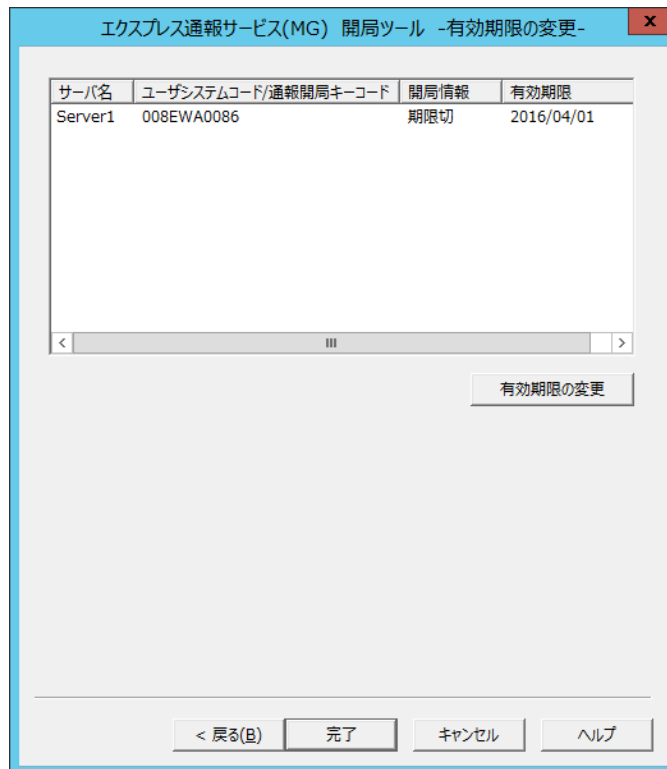 エクスプレス通報サービス(MG) 開局ツール -有効期限の変更-
x
サーバ名 ユーザシステムコード/通報開局キーコード 開局情報 有効期限
Server1 008EWA0086 期限切 2016/04/01
有効期限の変更
< 戻る(B) 完了 キャンセル ヘルプ